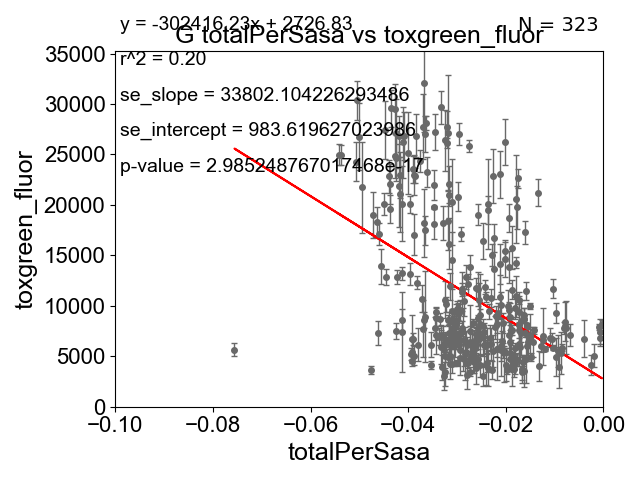 y = -302416.23x + 2726.83
N = 323
G totalPerSasa vs toxgreen_fluor
r^2 = 0.20
se_slope = 33802.104226293486
se_intercept = 983.619627023986
p-value = 2.985248767017468e-17
35000
30000
25000
20000
15000
10000
5000
0
toxgreen_fluor
−0.10 −0.08 −0.06 −0.04 −0.02 0.00
totalPerSasa